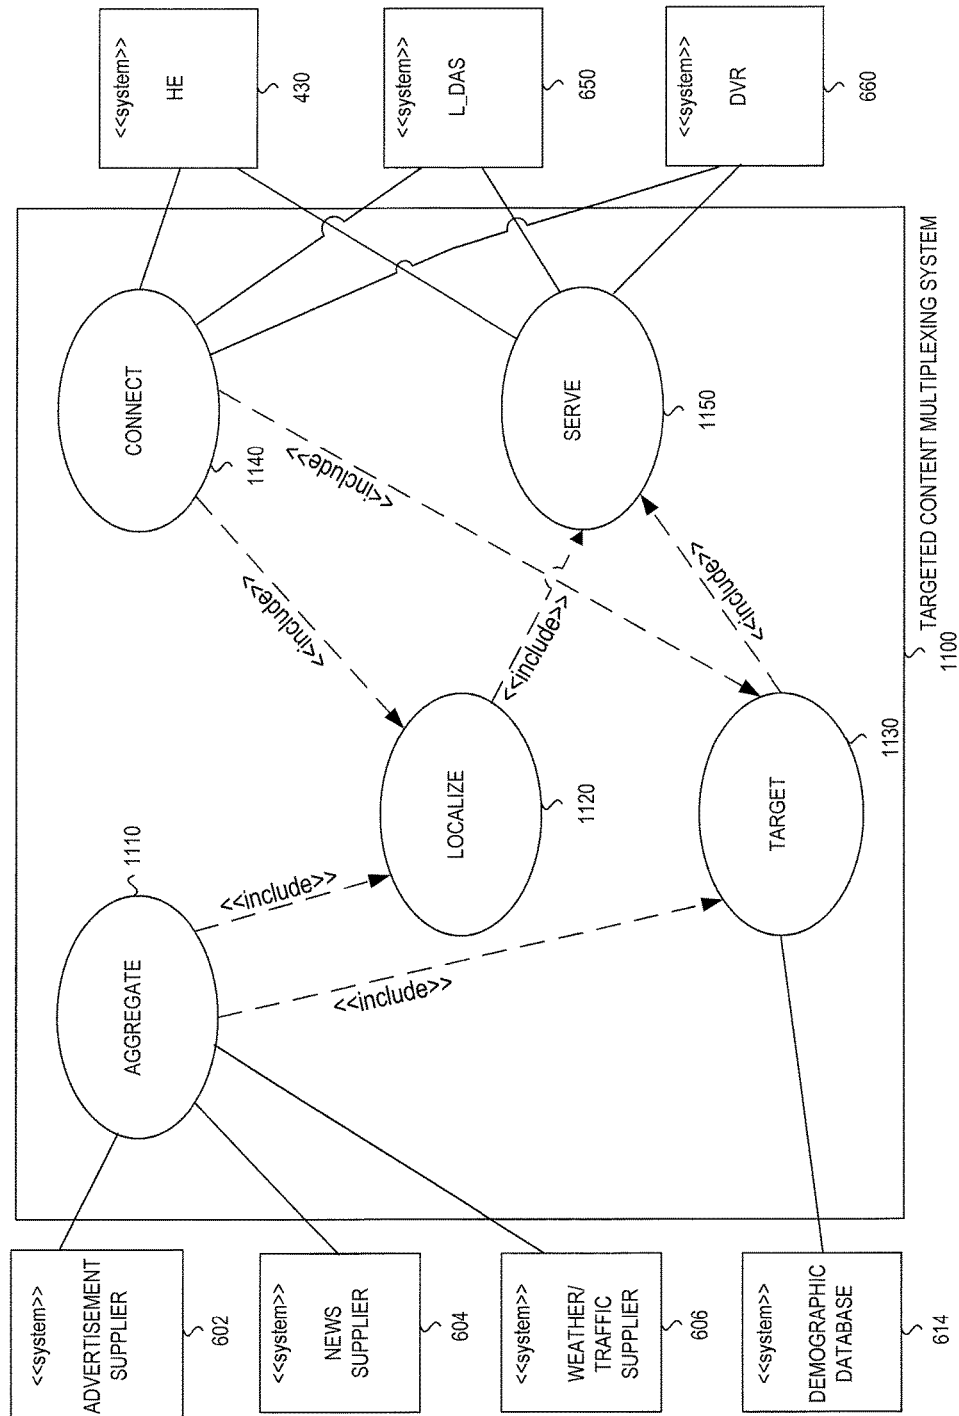 <<system>>
ADVERTISEMENT
SUPPLIER
602
<<system>>
NEWS
SUPPLIER
604
<<system>>
WEATHER/
TRAFFIC
SUPPLIER
606
<<system>>
DEMOGRAPHIC
DATABASE
614
AGGREGATE
1110
<<include>>
<<include>>
LOCALIZE
1120
TARGET
1130
<<include>>
<<include>>
<<include>>
<<include>>
CONNECT
1140
SERVE
1150
<<system>>
HE
430
<<system>>
L_DAS
650
<<system>>
DVR
660
TARGETED CONTENT MULTIPLEXING SYSTEM
1100